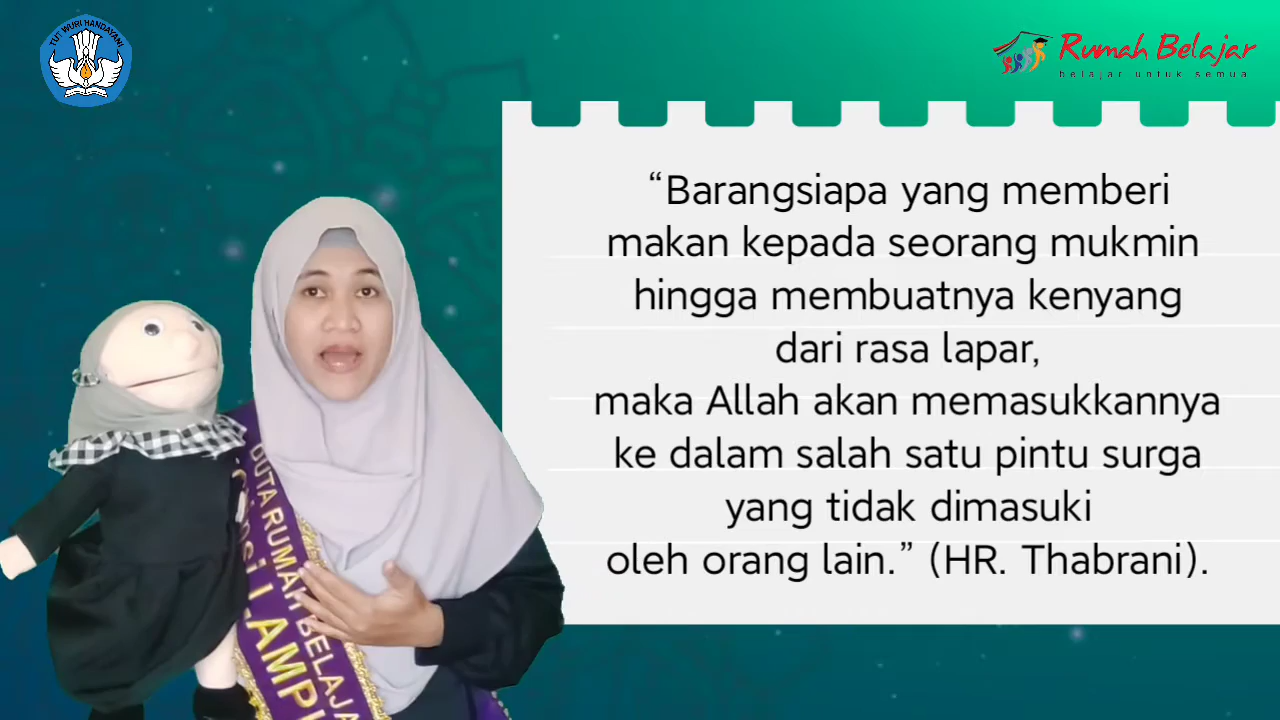 TUT WURI HANDAYANI
Rumah Belajar
belajar untuk semua
“Barangsiapa yang memberi
makan kepada seorang mukmin
hingga membuatnya kenyang
dari rasa lapar,
maka Allah akan memasukkannya
ke dalam salah satu pintu surga
yang tidak dimasuki
oleh orang lain.” (HR. Thabrani).
DUTA RUMAH BELAJA